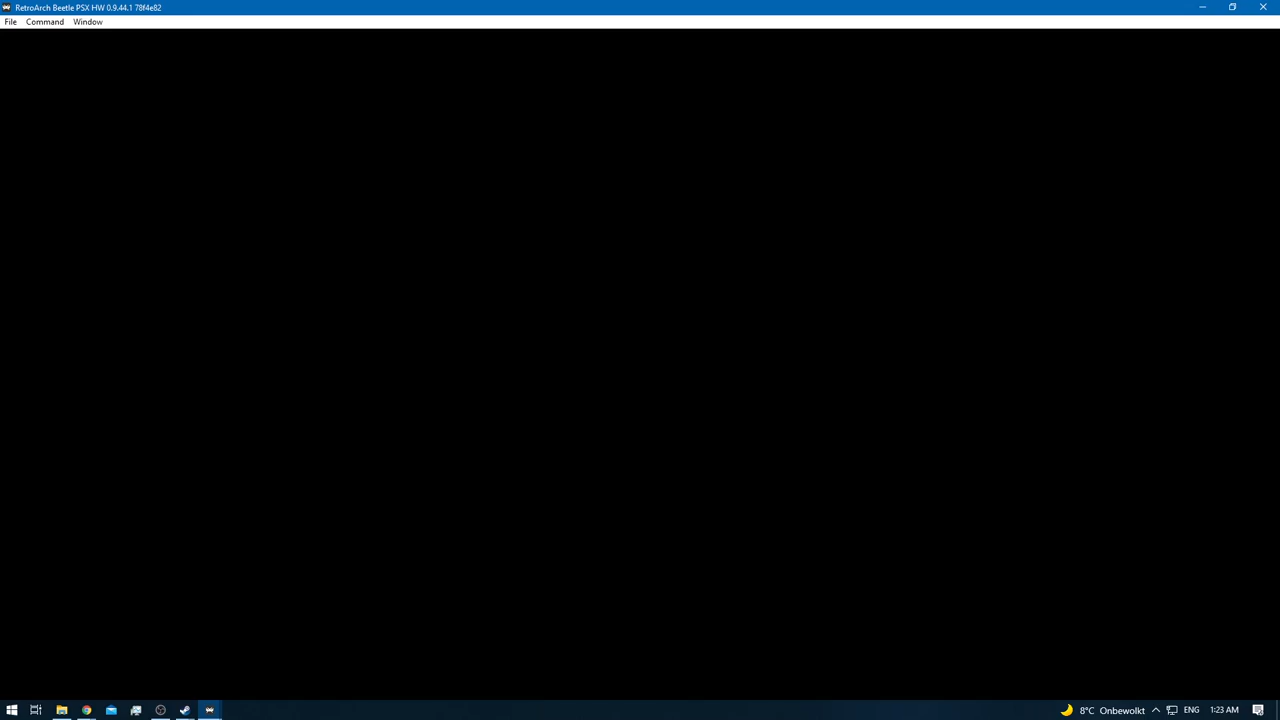 RetroArch Beetle PSX HW 0.9.44.1 78f4e82
File Command Window
8°C Onbewolkt ENG 1:23 AM